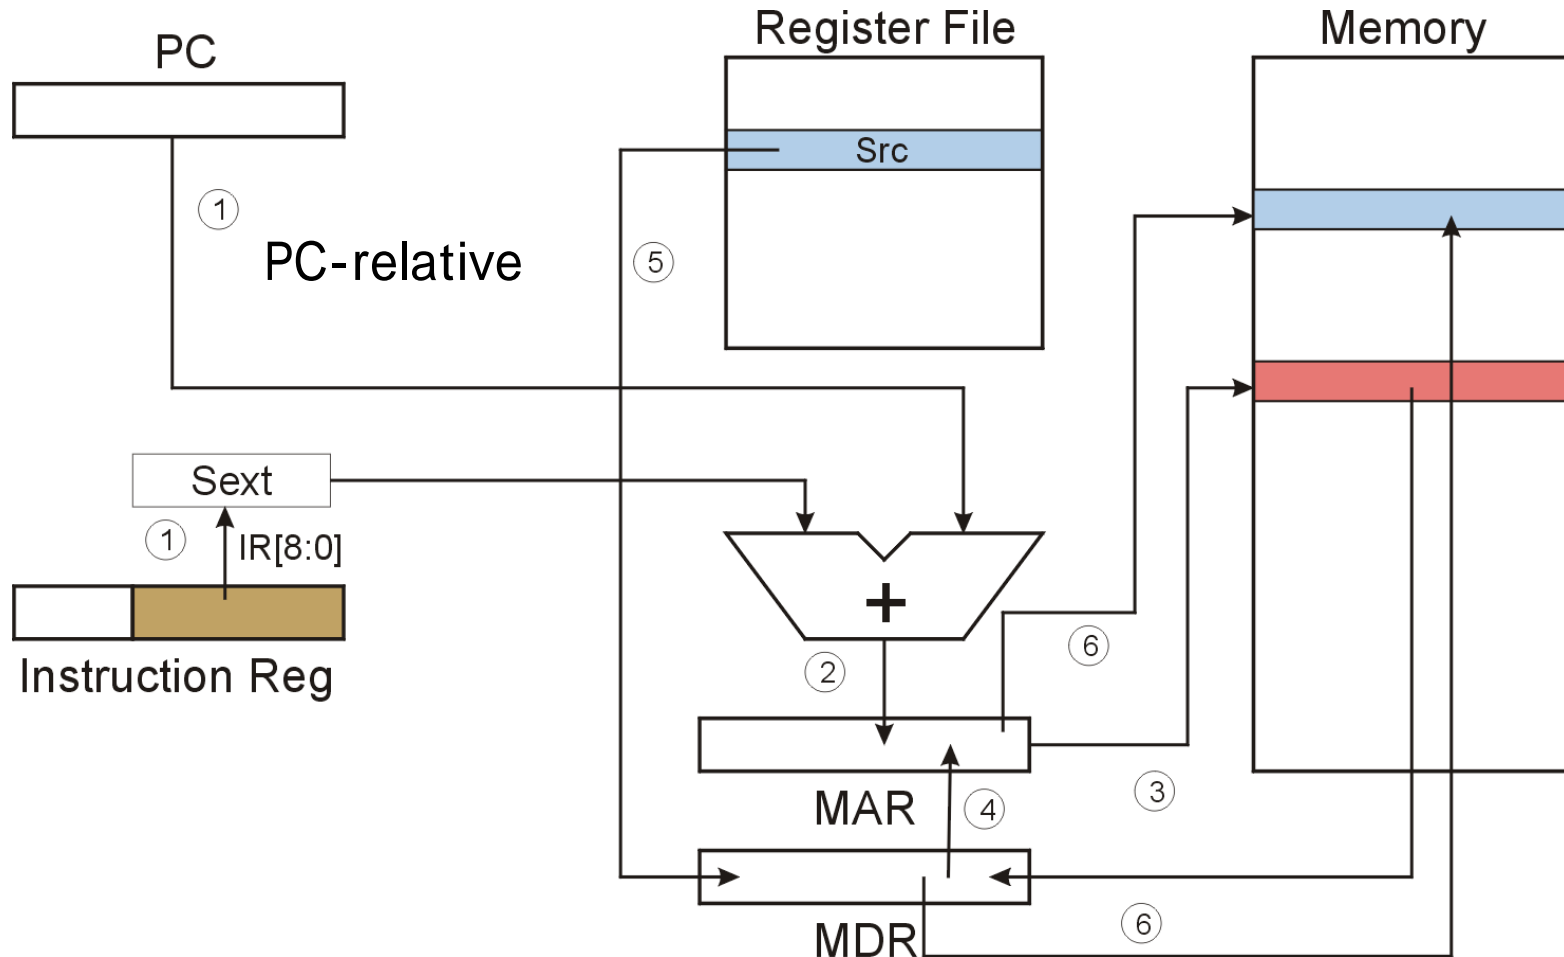 PC
Register File
Memory
Src
1
PC-relative
5
Sext
1
IR[8:0]
+
Instruction Reg
2
6
3
MAR
4
6
MDR